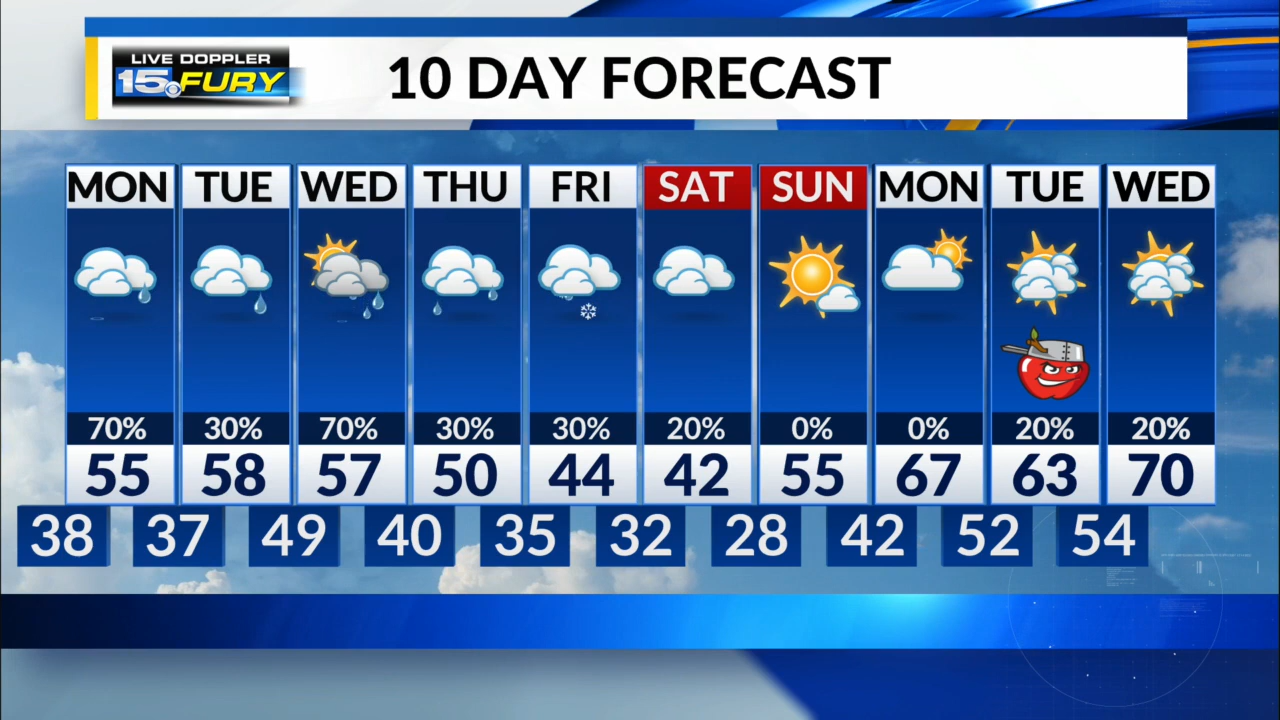 LIVE DOPPLER
15 FURY
10 DAY FORECAST
MON TUE WED THU FRI SAT SUN MON TUE WED
70% 30% 70% 30% 30% 20% 0% 0% 20% 20%
55 58 57 50 44 42 55 67 63 70
38 37 49 40 35 32 28 42 52 54